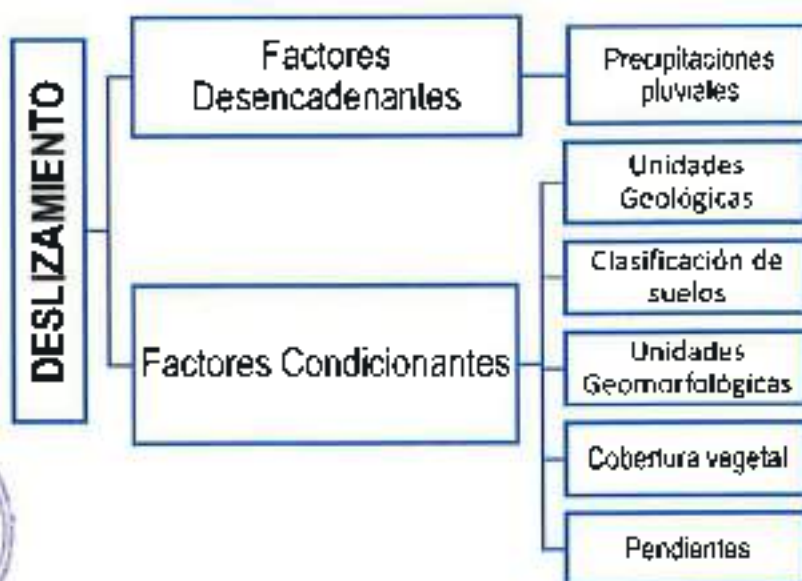 DESLIZAMIENTO
Factores
Desencadenantes
Precipitaciones
pluviales
Factores Condicionantes
Unidades
Geológicas
Clasificación de
suelos
Unidades
Geomorfológicas
Cobertura vegetal
Pendientes